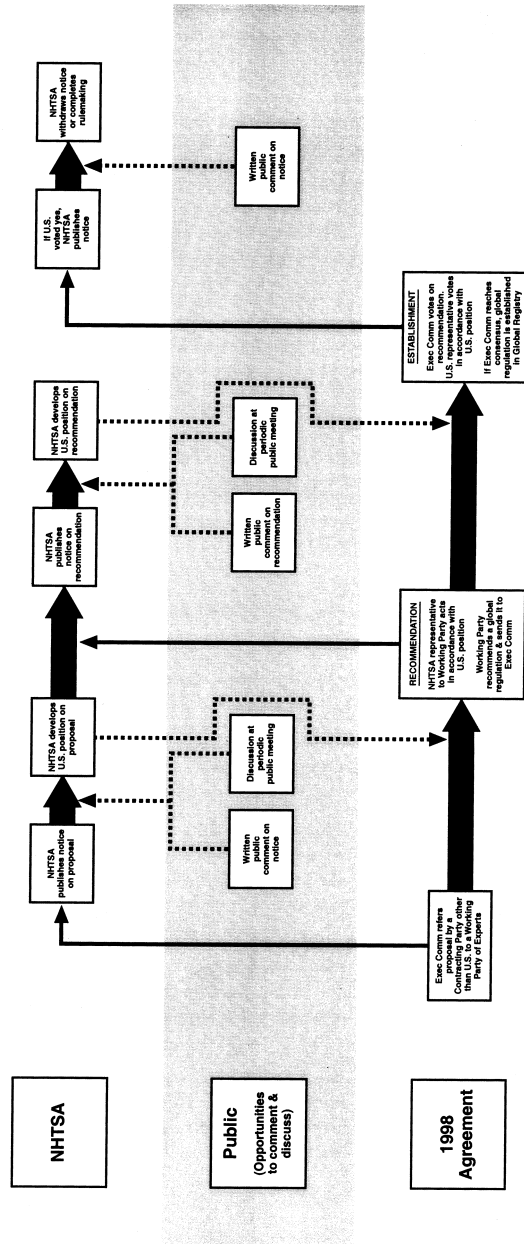 NHTSA
NHTSA
publishes notice
on proposal
NHTSA develops
U.S. position on
proposal
NHTSA
publishes
notice on
recommendation
NHTSA develops
U.S. position on
recommendation
If U.S.
voted yes,
NHTSA
publishes
notice
NHTSA
withdraws notice
or completes
rulemaking
Public
(Opportunities
to comment &
discuss)
Written
public
comment on
notice
Discussion at
periodic
public meeting
Written
public
comment on
recommendation
Discussion at
periodic
public meeting
Written
public
comment on
notice
1998
Agreement
Exec Comm refers
proposal by a
Contracting Party other
than U.S. to a Working
Party of Experts
RECOMMENDATION
NHTSA representative
to Working Party acts
in accordance with
U.S. position
Working Party
recommends a global
regulation & sends it to
Exec Comm
ESTABLISHMENT
Exec Comm votes on
recommendation.
U.S. representative votes
in accordance with
U.S. position
If Exec Comm reaches
consensus, global
regulation is established
in Global Registry